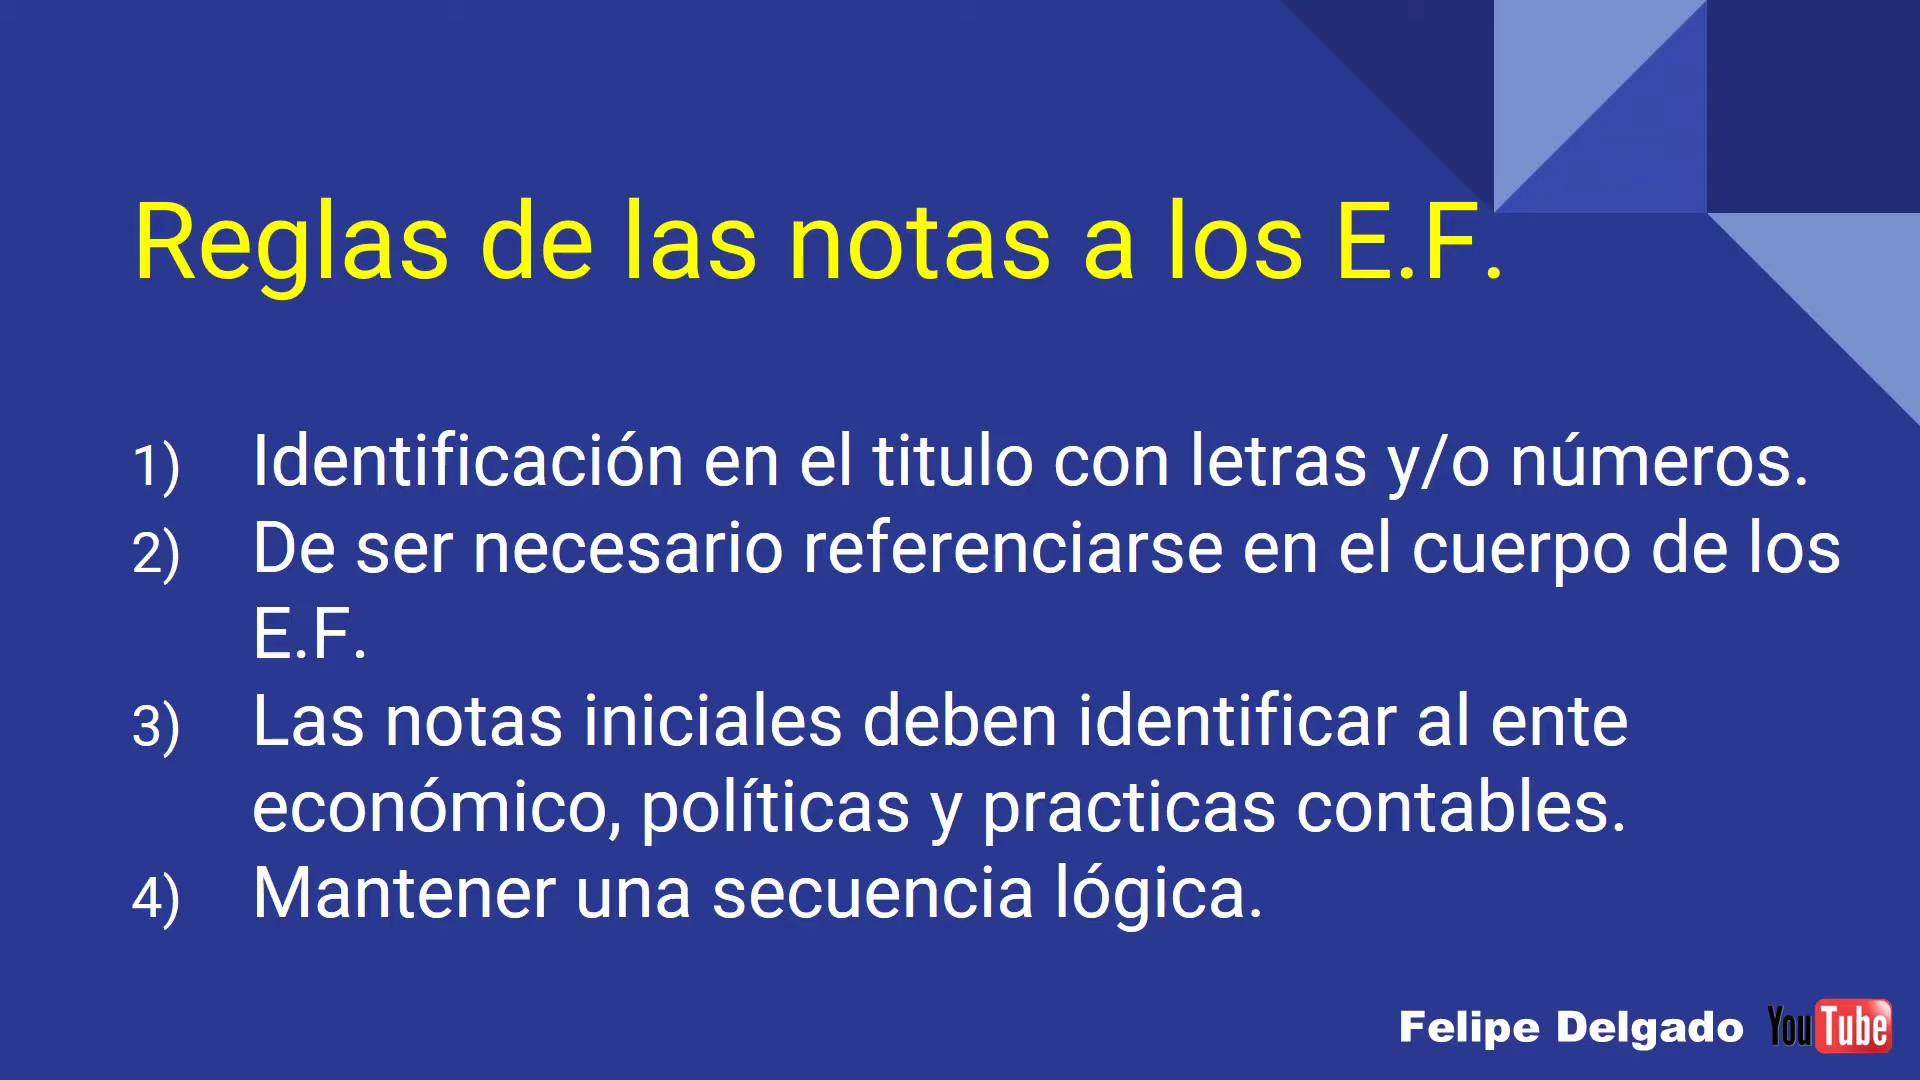 Reglas de las notas a los E.F.
1) Identificación en el titulo con letras y/o números.
2) De ser necesario referenciarse en el cuerpo de los
E.F.
3) Las notas iniciales deben identificar al ente
económico, políticas y practicas contables.
4) Mantener una secuencia lógica.
Felipe Delgado YouTube